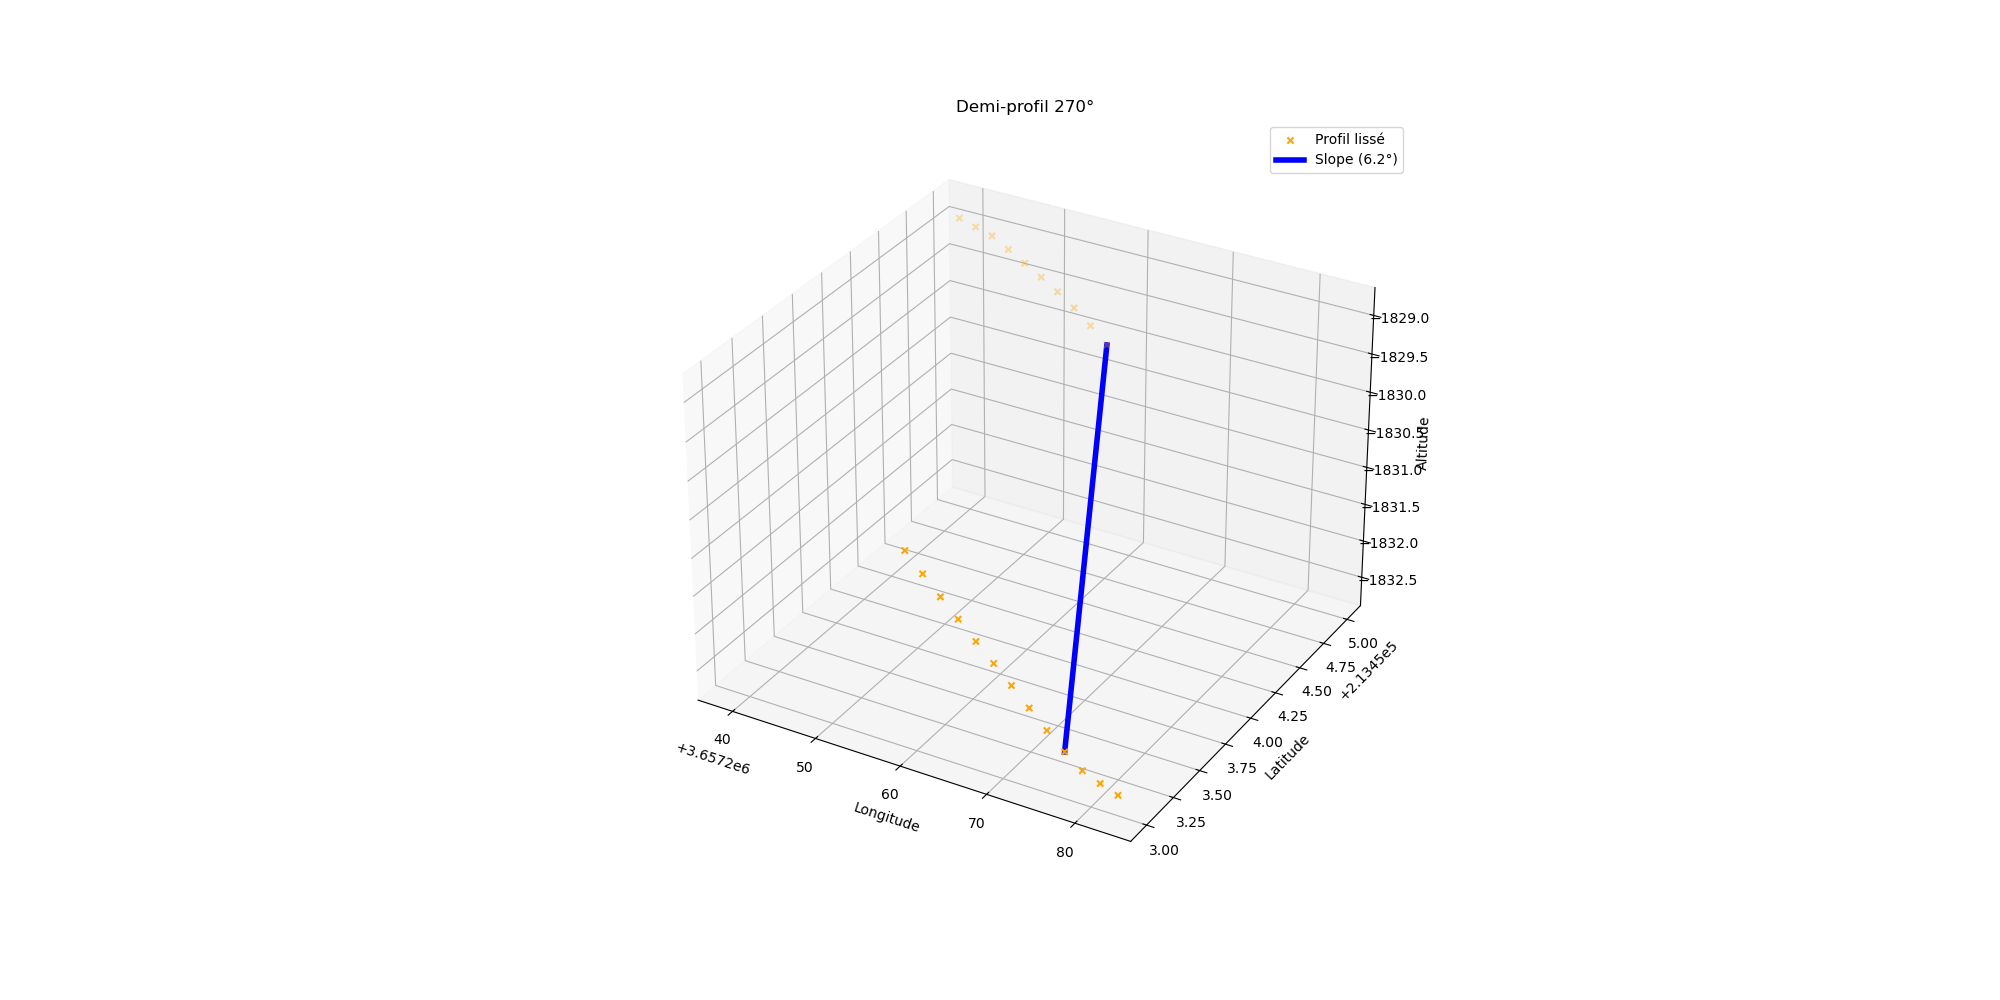 Demi-profil 270°
Profil lissé
Slope (6.2°)
−1829.0
−1829.5
−1830.0
−1830.5
−1831.0
−1831.5
−1832.0
−1832.5
Altitude
5.00
4.75
4.50
4.25
4.00
3.75
3.50
3.25
3.00
+2.1345e5
Latitude
40
50
60
70
80
+3.6572e6
Longitude